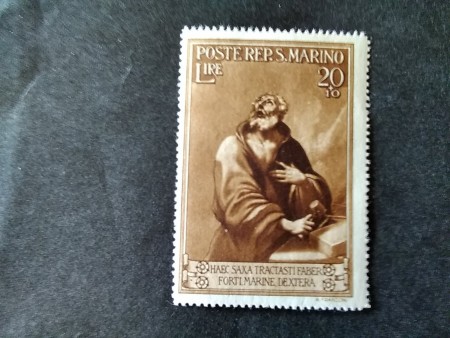 POSTE REP. S. MARINO
LIRE 20
+10
HAEC SAXA TRACTASTI FABER
FORTI MARINE DEXTERA